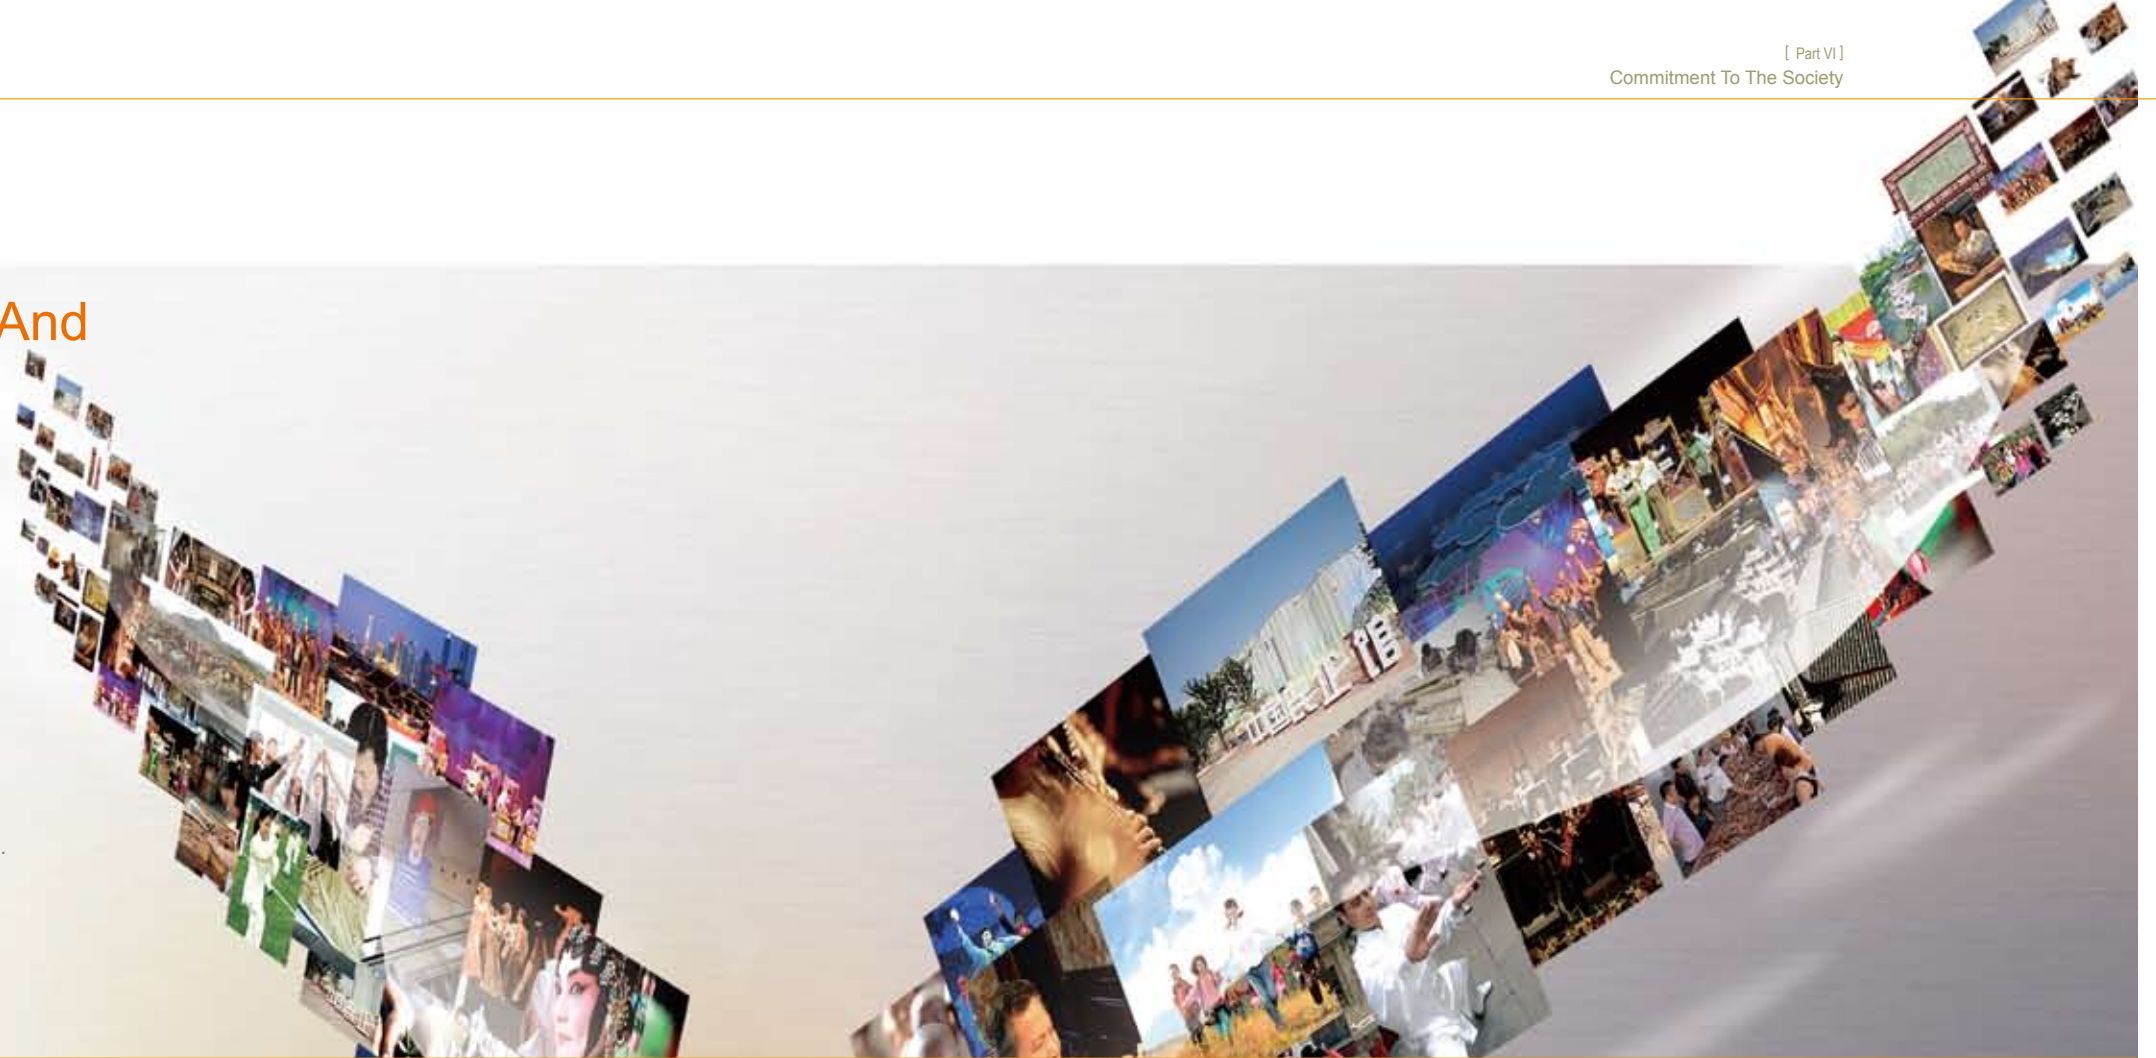 [ Part VI ]
Commitment To The Society
And